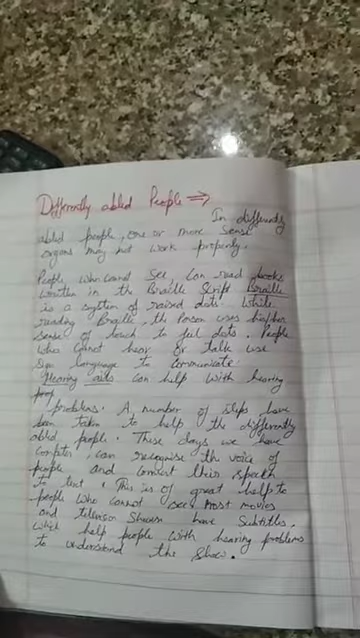 Differently abled People ⇒
In differently
abled people, one or more sense
organs may not work properly.
People who cannot see, can read books
written in the Braille Script Braille
is a system of raised dots. While
reading Braille, the Person uses his/her
sense of touch to feel dots. People
who cannot hear or talk use
sign language to communicate.
Hearing aids can help with hearing
problems. A number of steps have
been taken to help the differently
abled people. These days we have
computer, can recognise the voice of
people and convert their speech
to text. This is of great help to
people who cannot see. Most movies
and television shows have subtitles,
which help people with hearing problems
to understand the show.